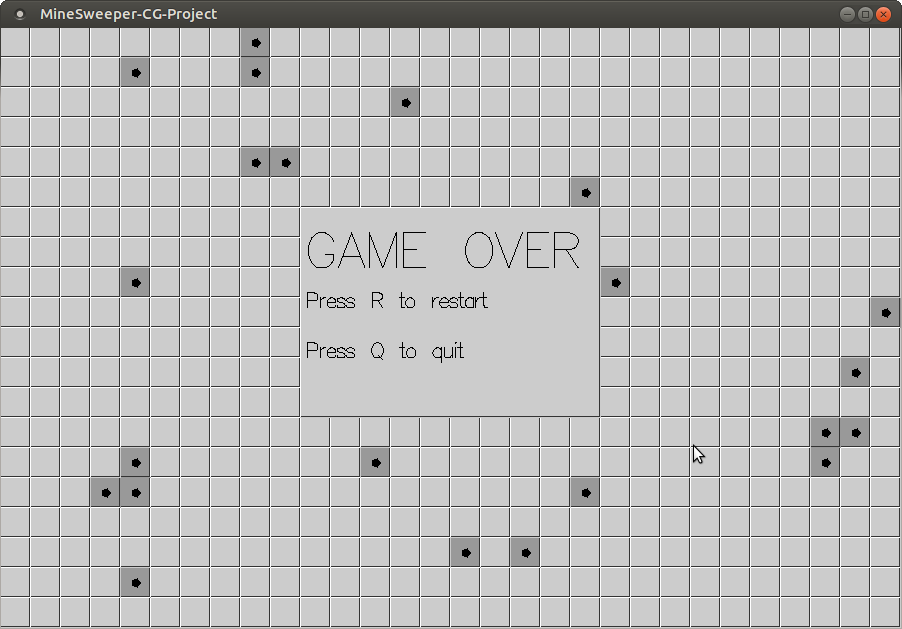 MineSweeper-CG-Project
GAME OVER
Press R to restart
Press Q to quit